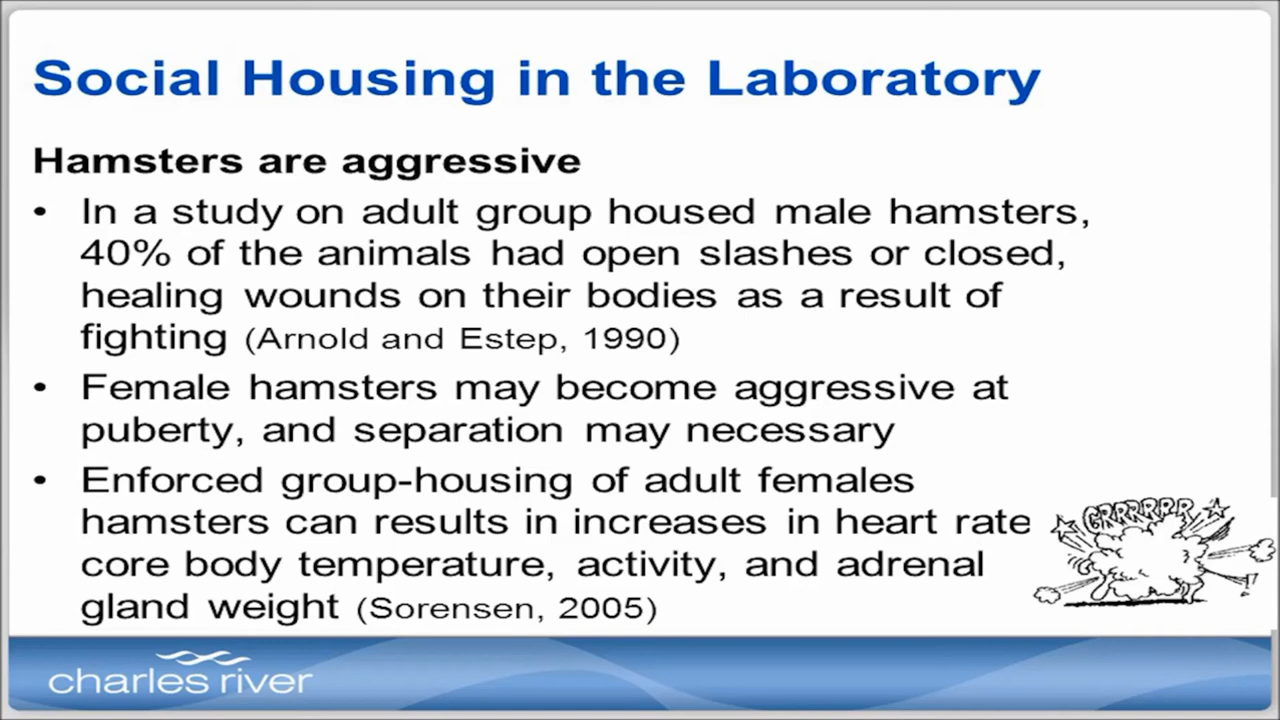 Social Housing in the Laboratory
Hamsters are aggressive
• In a study on adult group housed male hamsters,
40% of the animals had open slashes or closed,
healing wounds on their bodies as a result of
fighting (Arnold and Estep, 1990)
• Female hamsters may become aggressive at
puberty, and separation may necessary
• Enforced group-housing of adult females
hamsters can results in increases in heart rate
core body temperature, activity, and adrenal
gland weight (Sorensen, 2005)
GRRRRRR
charles river